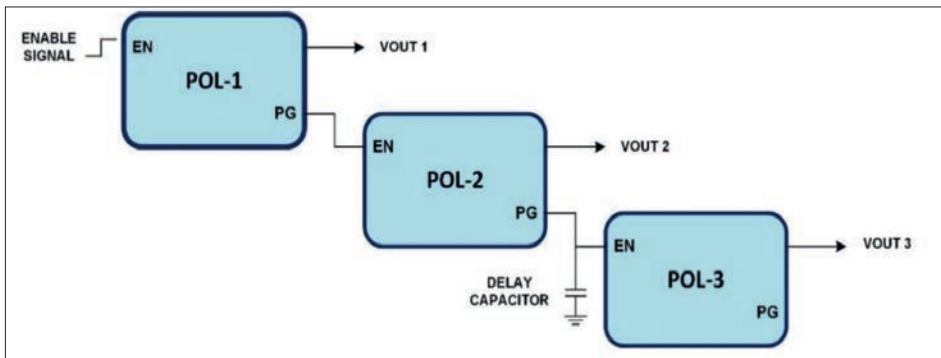 ENABLE
SIGNAL
EN
VOUT 1
POL-1
PG
EN
VOUT 2
POL-2
PG
EN
VOUT 3
DELAY
CAPACITOR
POL-3
PG